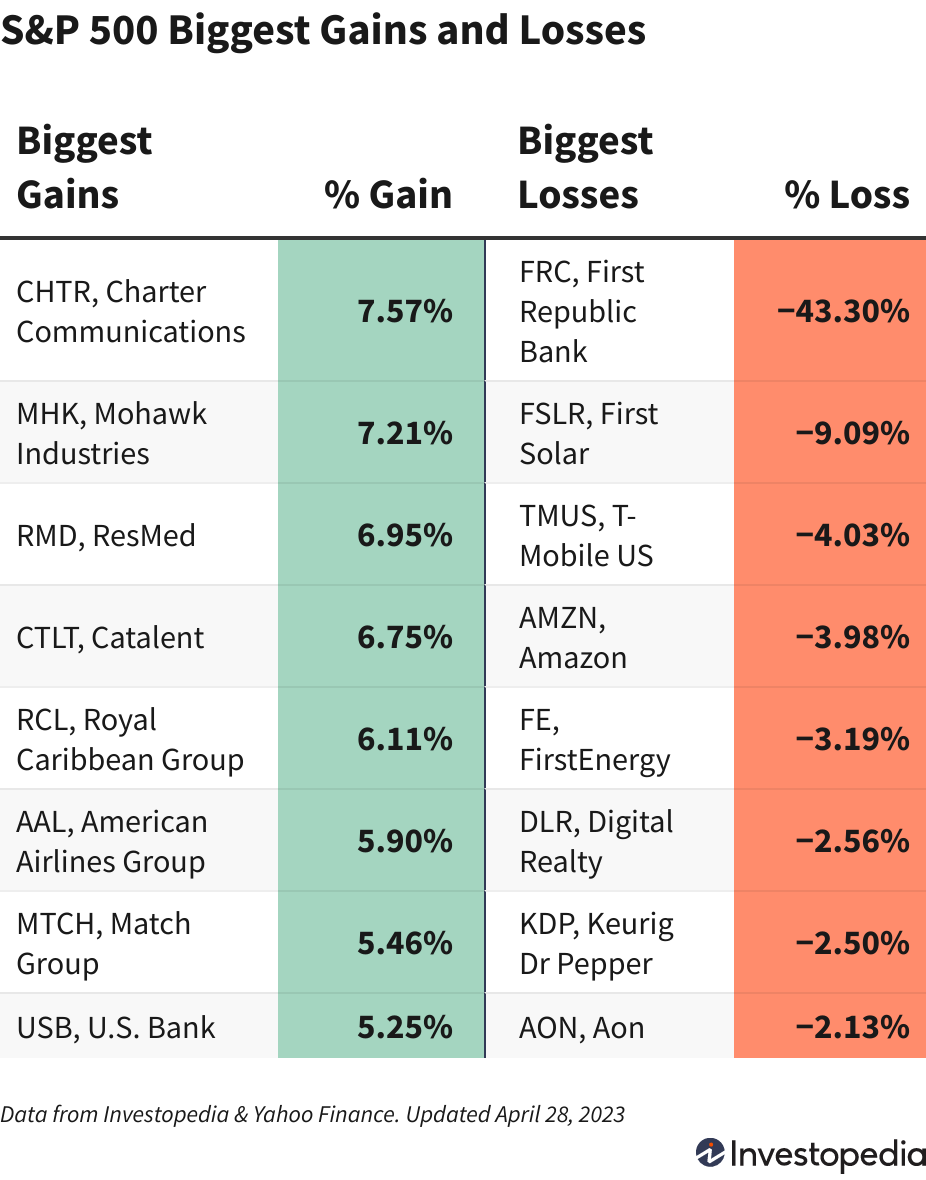 S&P 500 Biggest Gains and Losses
Biggest
Gains
% Gain
Biggest
Losses
% Loss
CHTR, Charter
Communications
7.57%
FRC, First
Republic
Bank
−43.30%
MHK, Mohawk
Industries
7.21%
FSLR, First
Solar
−9.09%
RMD, ResMed
6.95%
TMUS, T-
Mobile US
−4.03%
CTLT, Catalent
6.75%
AMZN,
Amazon
−3.98%
RCL, Royal
Caribbean Group
6.11%
FE,
FirstEnergy
−3.19%
AAL, American
Airlines Group
5.90%
DLR, Digital
Realty
−2.56%
MTCH, Match
Group
5.46%
KDP, Keurig
Dr Pepper
−2.50%
USB, U.S. Bank
5.25%
AON, Aon
−2.13%
Data from Investopedia & Yahoo Finance. Updated April 28, 2023
Investopedia